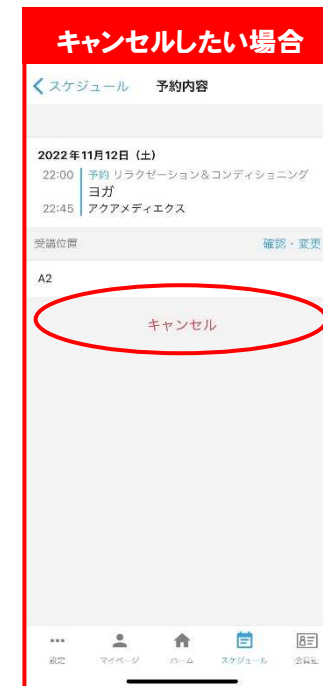 キャンセルしたい場合
スケジュール 予約内容
2022年11月12日（土）
22:00 予約 リラクゼーション＆コンディショニング
ヨガ
22:45 アクアメディエクス
受講位置 確認・変更
A2
キャンセル
設定 マイページ ホーム スケジュール 会員証